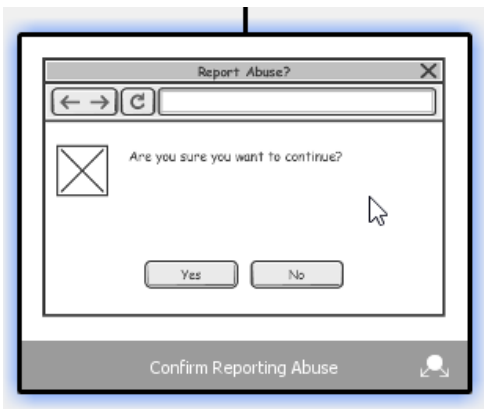 Report Abuse?
Are you sure you want to continue?
Yes No
Confirm Reporting Abuse